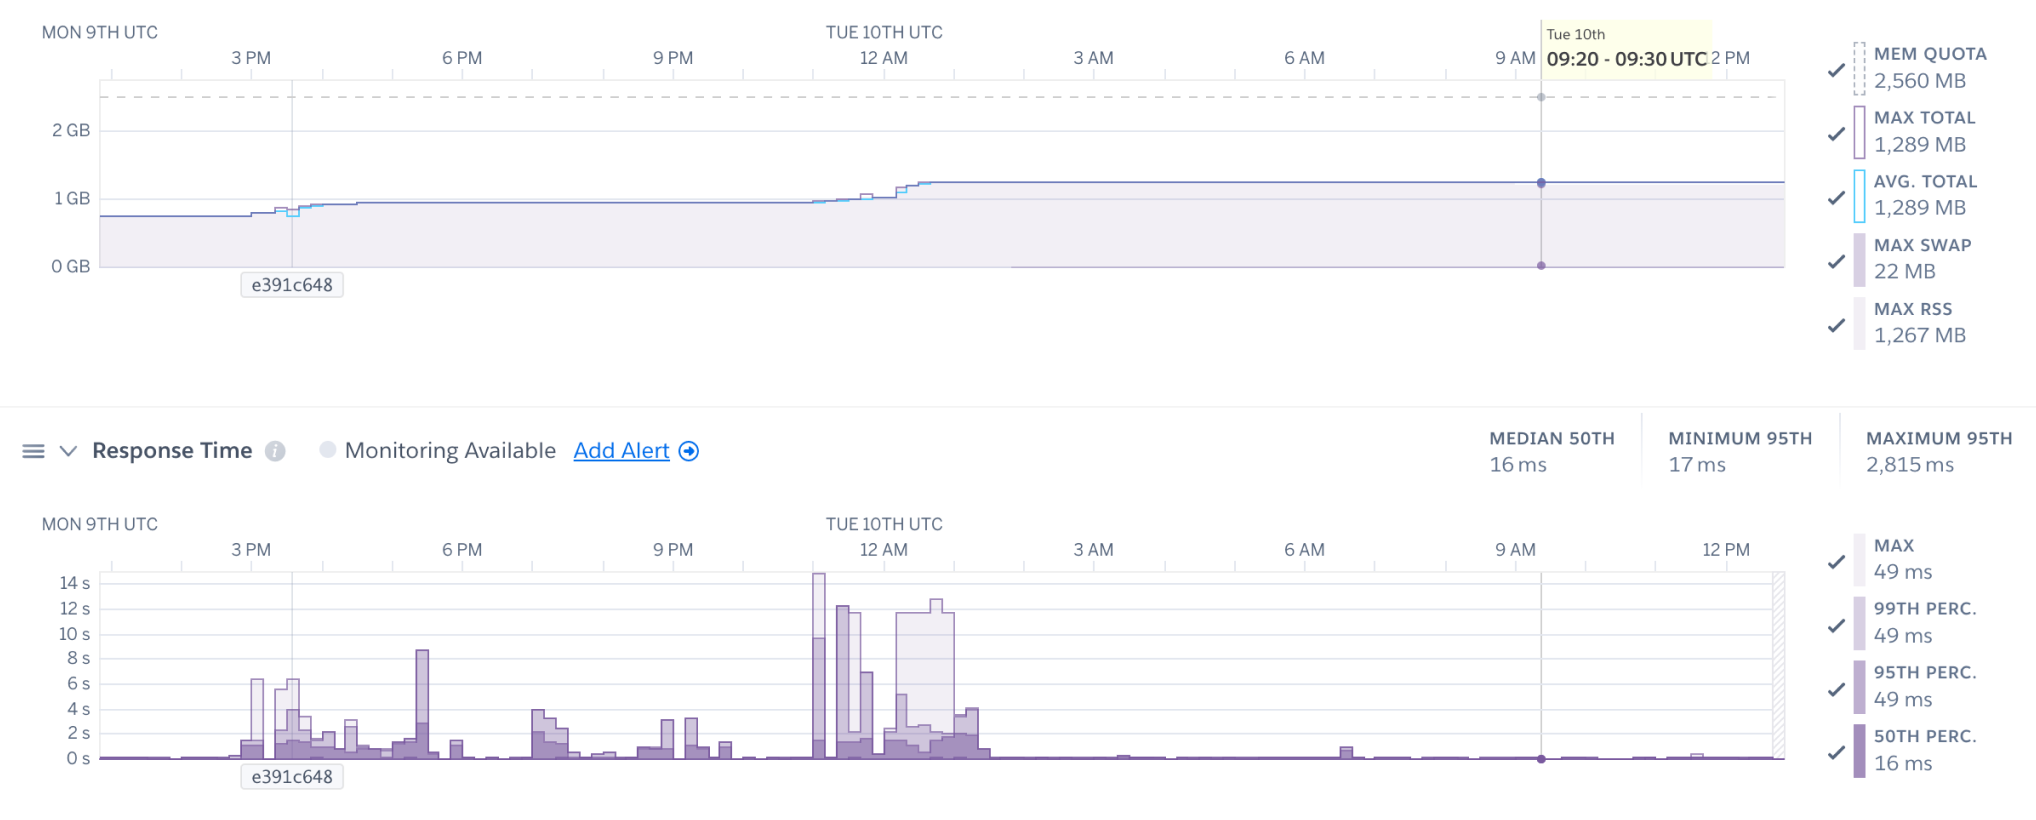 MON 9TH UTC
TUE 10TH UTC
Tue 10th
3 PM
6 PM
9 PM
12 AM
3 AM
6 AM
9 AM
09:20 - 09:30 UTC
2 PM
2 GB
1 GB
0 GB
e391c648
MEM QUOTA
2,560 MB
MAX TOTAL
1,289 MB
AVG. TOTAL
1,289 MB
MAX SWAP
22 MB
MAX RSS
1,267 MB
Response Time
Monitoring Available
Add Alert
MEDIAN 50TH
16 ms
MINIMUM 95TH
17 ms
MAXIMUM 95TH
2,815 ms
MON 9TH UTC
TUE 10TH UTC
3 PM
6 PM
9 PM
12 AM
3 AM
6 AM
9 AM
12 PM
14 s
12 s
10 s
8 s
6 s
4 s
2 s
0 s
e391c648
MAX
49 ms
99TH PERC.
49 ms
95TH PERC.
49 ms
50TH PERC.
16 ms